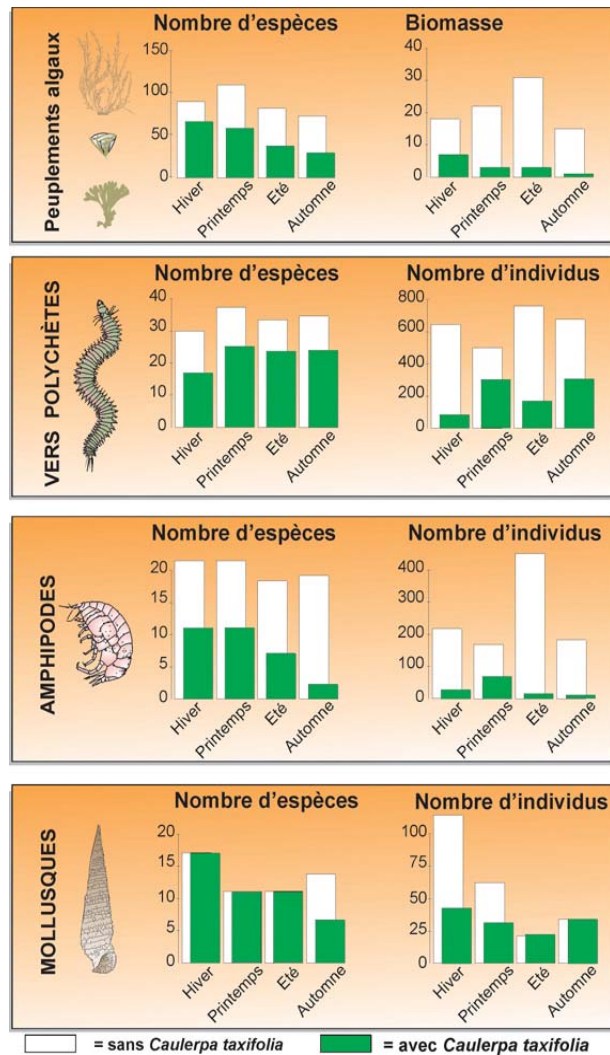 Peuplements algaux
Nombre d'espèces
150
100
50
0
Hiver
Printemps
Eté
Automne
Biomasse
40
30
20
10
0
Hiver
Printemps
Eté
Automne
VERS POLYCHÈTES
Nombre d'espèces
40
30
20
10
0
Hiver
Printemps
Eté
Automne
Nombre d'individus
800
600
400
200
0
Hiver
Printemps
Eté
Automne
AMPHIPODES
Nombre d'espèces
20
15
10
5
0
Hiver
Printemps
Eté
Automne
Nombre d'individus
400
300
200
100
0
Hiver
Printemps
Eté
Automne
MOLLUSQUES
Nombre d'espèces
20
15
10
5
0
Hiver
Printemps
Eté
Automne
Nombre d'individus
100
75
50
25
0
Hiver
Printemps
Eté
Automne
= sans Caulerpa taxifolia
= avec Caulerpa taxifolia